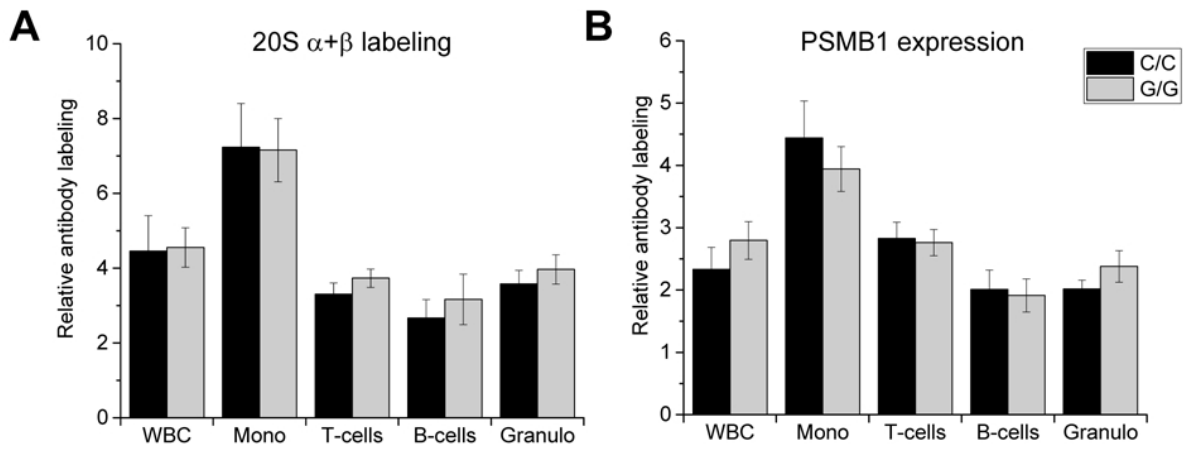 A
20S α+β labeling
Relative antibody labeling
10
8
6
4
2
0
WBC Mono T-cells B-cells Granulo
B
PSMB1 expression
C/C
G/G
Relative antibody labeling
6
5
4
3
2
1
0
WBC Mono T-cells B-cells Granulo